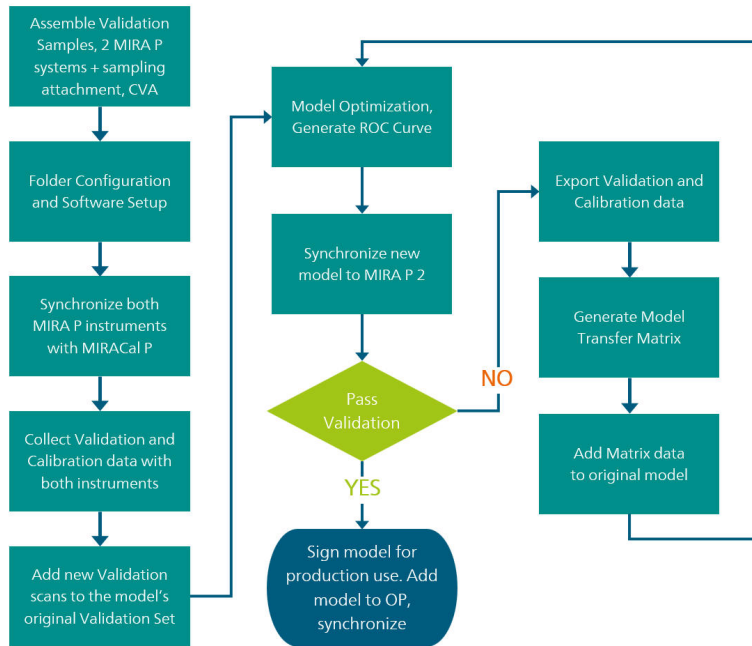 Assemble Validation
Samples, 2 MIRA P
systems + sampling
attachment, CVA
Folder Configuration
and Software Setup
Synchronize both
MIRA P instruments
with MIRACal P
Collect Validation and
Calibration data with
both instruments
Add new Validation
scans to the model’s
original Validation Set
Model Optimization,
Generate ROC Curve
Synchronize new
model to MIRA P 2
Pass
Validation
NO
YES
Sign model for
production use. Add
model to OP,
synchronize
Export Validation and
Calibration data
Generate Model
Transfer Matrix
Add Matrix data
to original model